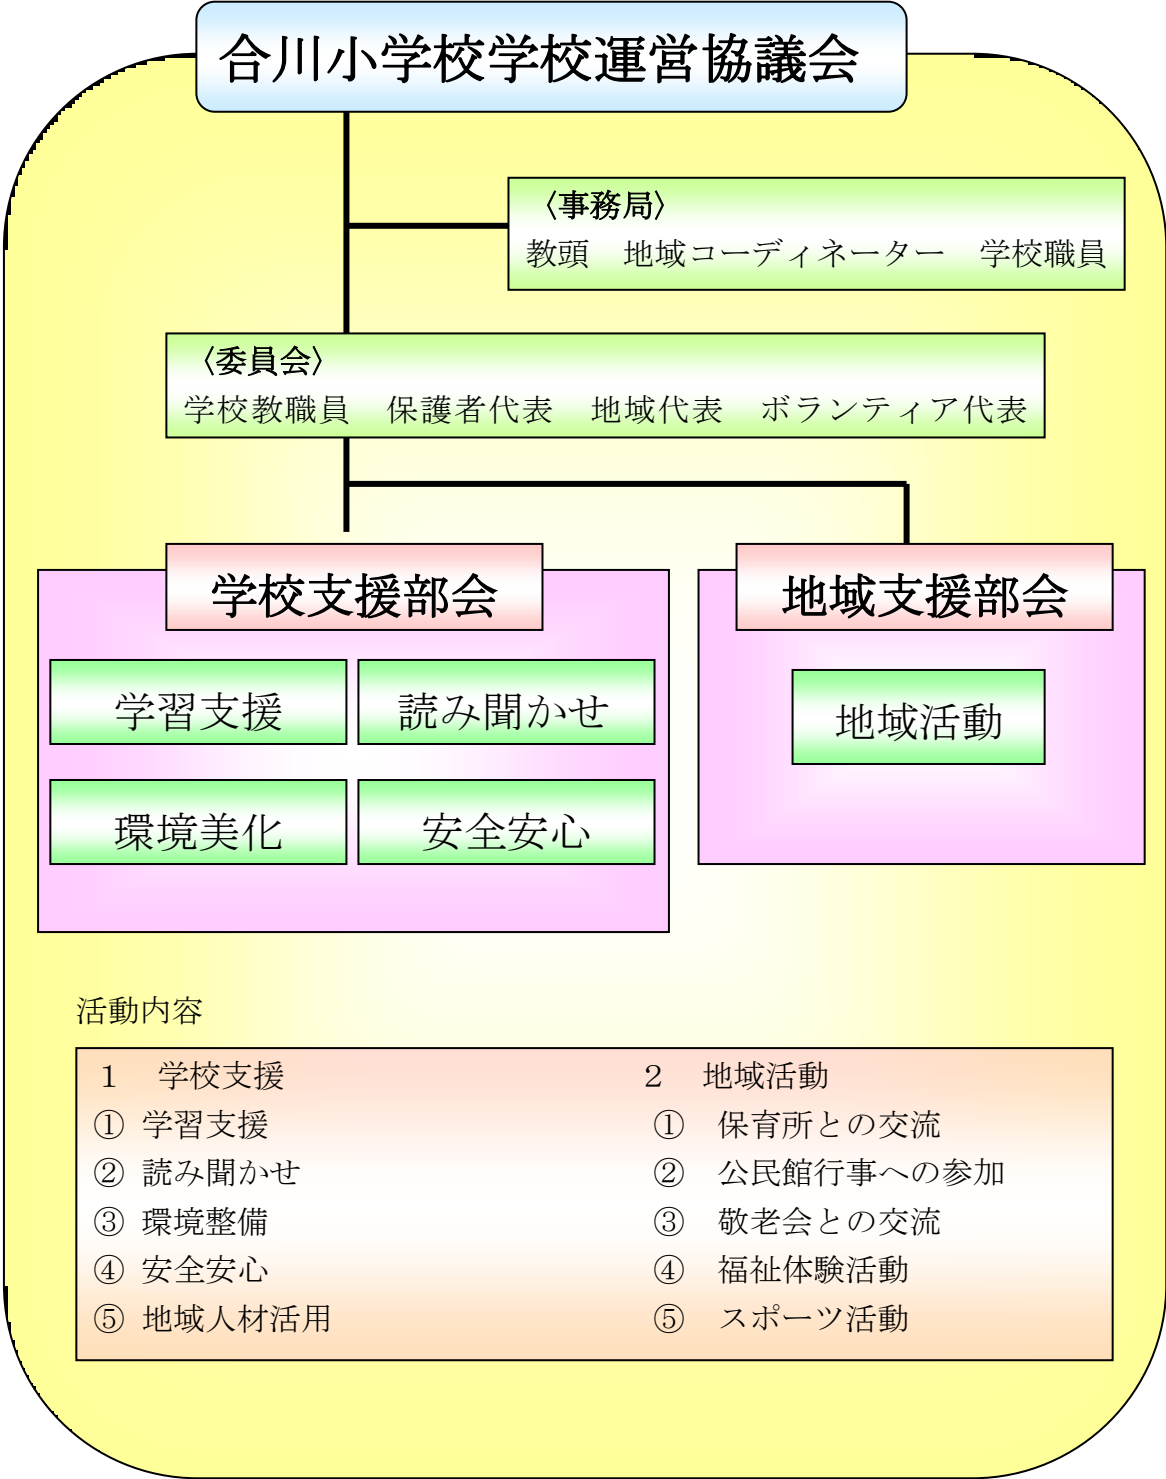 合川小学校学校運営協議会
〈事務局〉
教頭　地域コーディネーター　学校職員
〈委員会〉
学校教職員　保護者代表　地域代表　ボランティア代表
学校支援部会
学習支援　読み聞かせ
環境美化　安全安心
地域支援部会
地域活動
活動内容
１　学校支援
① 学習支援
② 読み聞かせ
③ 環境整備
④ 安全安心
⑤ 地域人材活用
２　地域活動
①　保育所との交流
②　公民館行事への参加
③　敬老会との交流
④　福祉体験活動
⑤　スポーツ活動